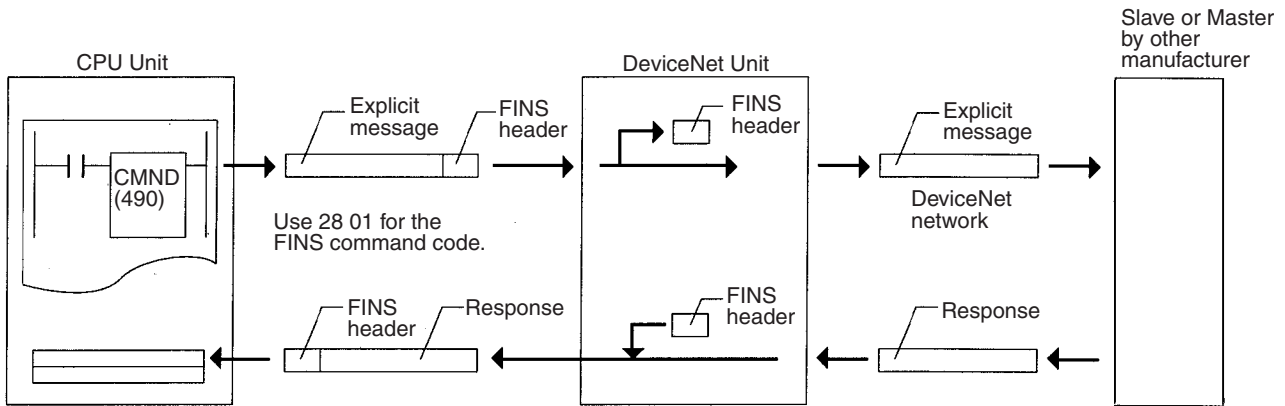 Slave or Master
by other
manufacturer
CPU Unit
DeviceNet Unit
Explicit
message
FINS
header
FINS
header
Explicit
message
CMND
(490)
DeviceNet
network
Use 28 01 for the
FINS command code.
FINS
header
Response
FINS
header
Response